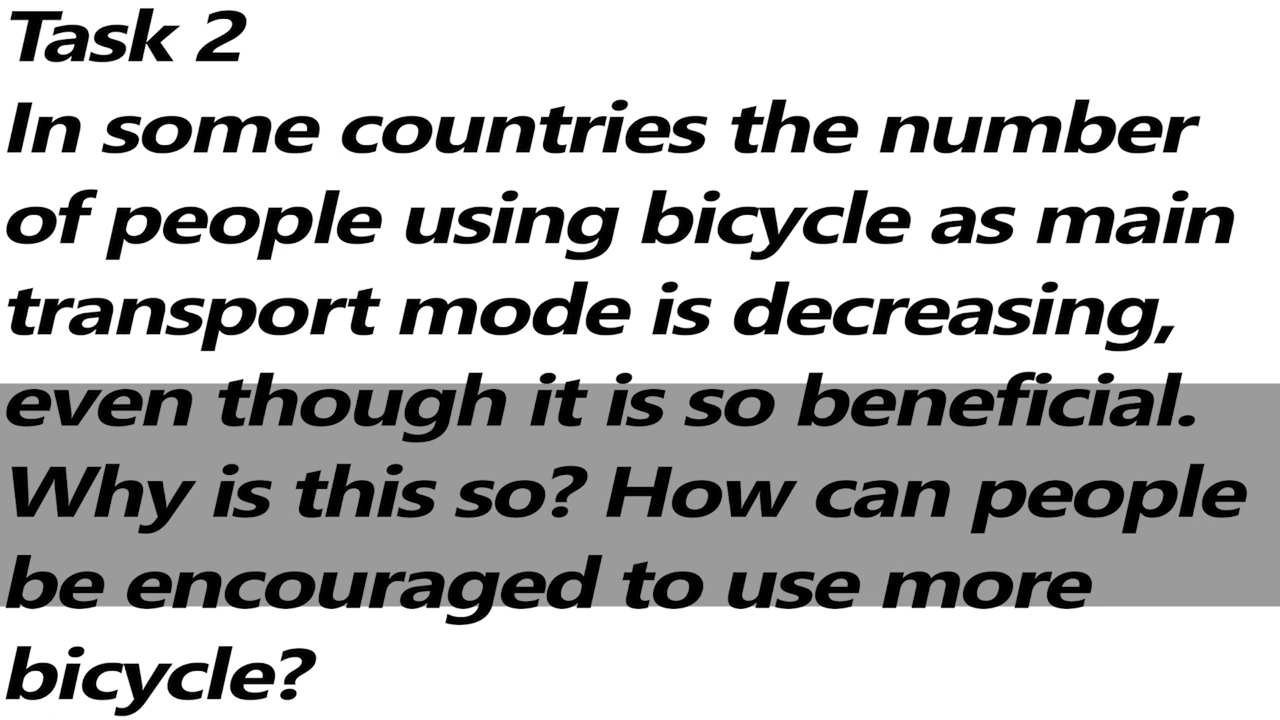 Task 2
In some countries the number
of people using bicycle as main
transport mode is decreasing,
even though it is so beneficial.
Why is this so? How can people
be encouraged to use more
bicycle?